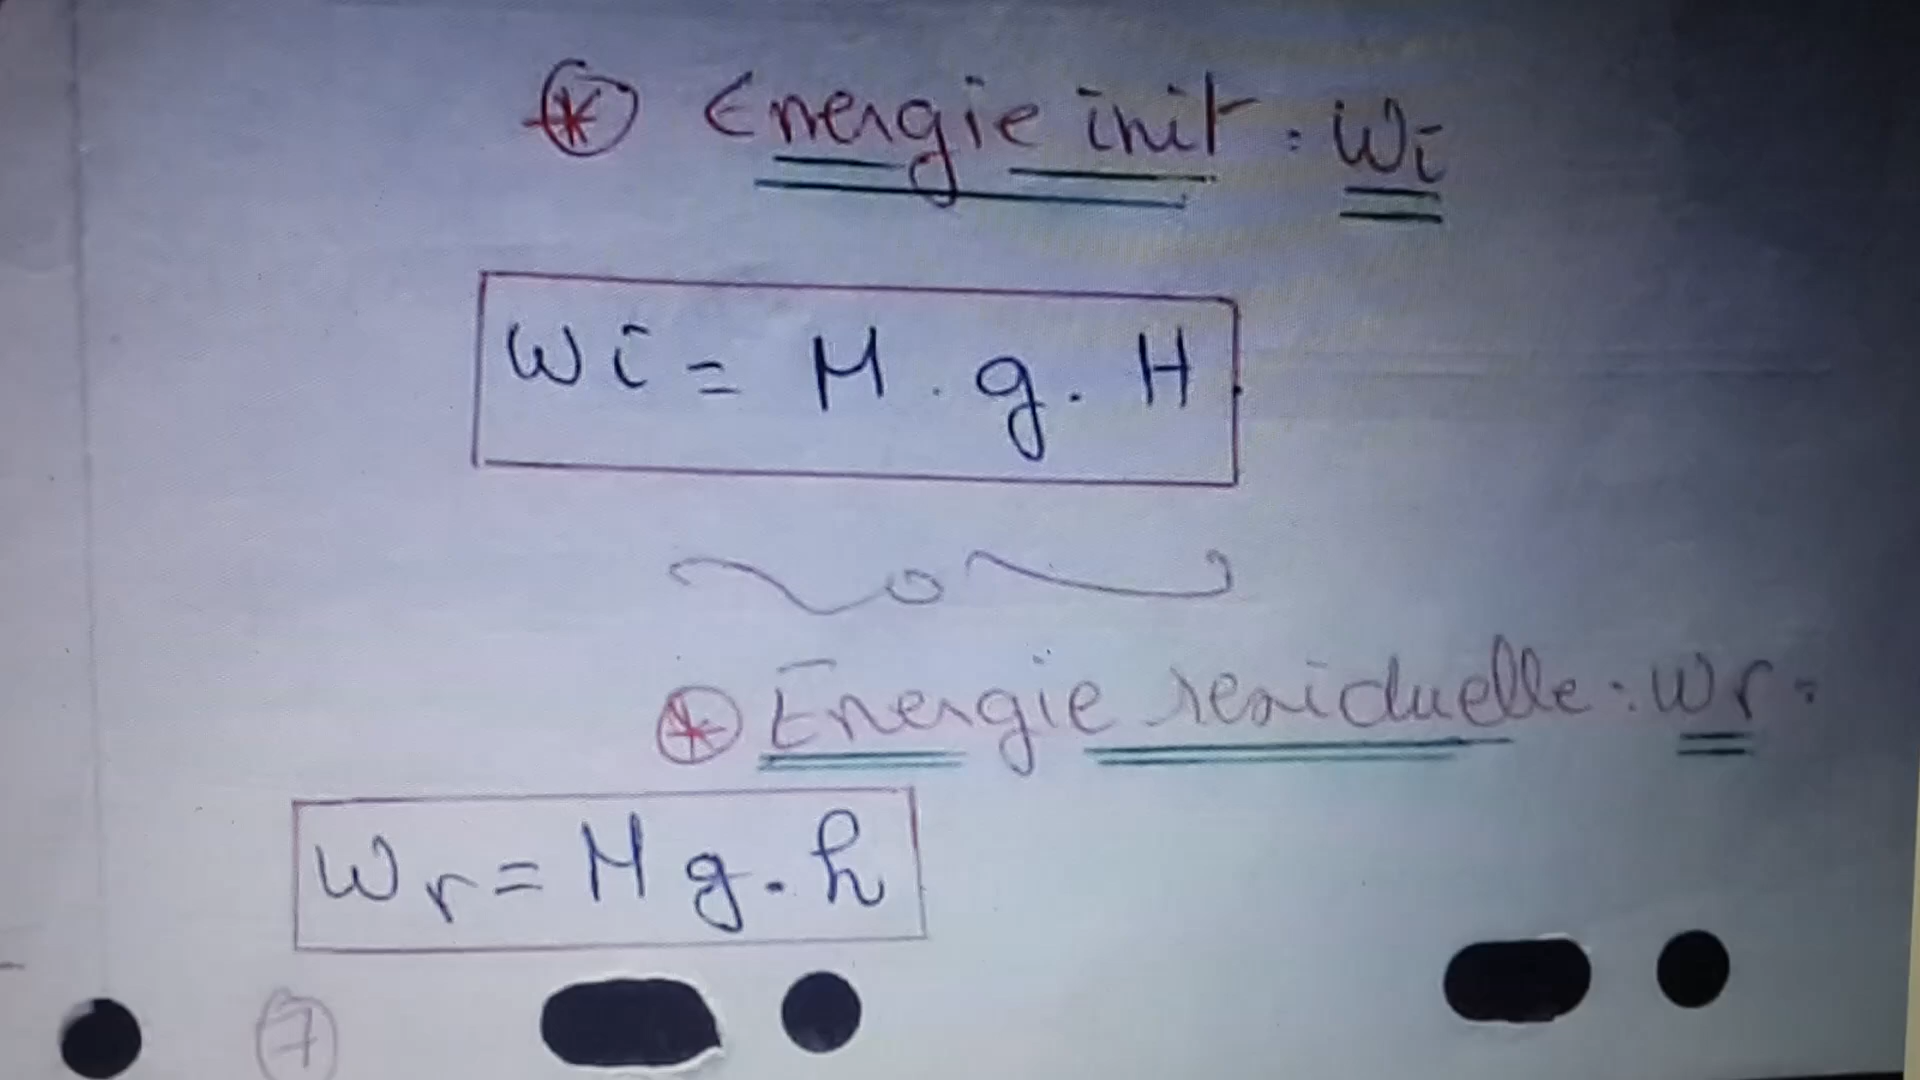 * Energie init : Wi
Wi = M . g . H
* Energie residuelle : Wr =
Wr = M g . h
7